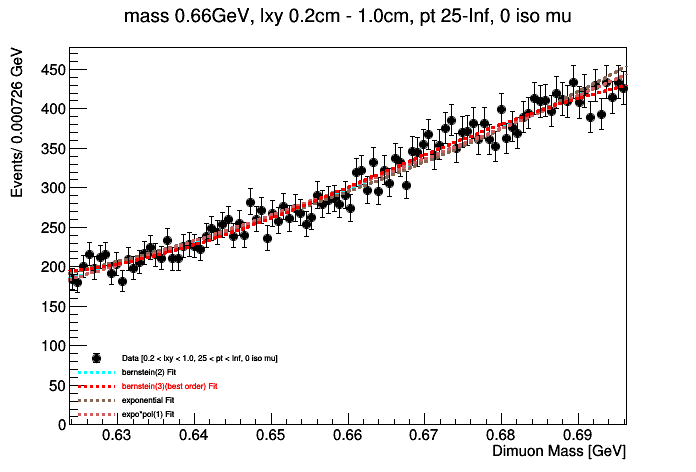 mass 0.66GeV, lxy 0.2cm - 1.0cm, pt 25-Inf, 0 iso mu
Events/ 0.000726 GeV
450
400
350
300
250
200
150
100
50
0
Data [0.2 < lxy < 1.0, 25 < pt < Inf, 0 iso mu]
bernstein(2) Fit
bernstein(3)(best order) Fit
exponential Fit
expo*pol(1) Fit
0.63 0.64 0.65 0.66 0.67 0.68 0.69
Dimuon Mass [GeV]